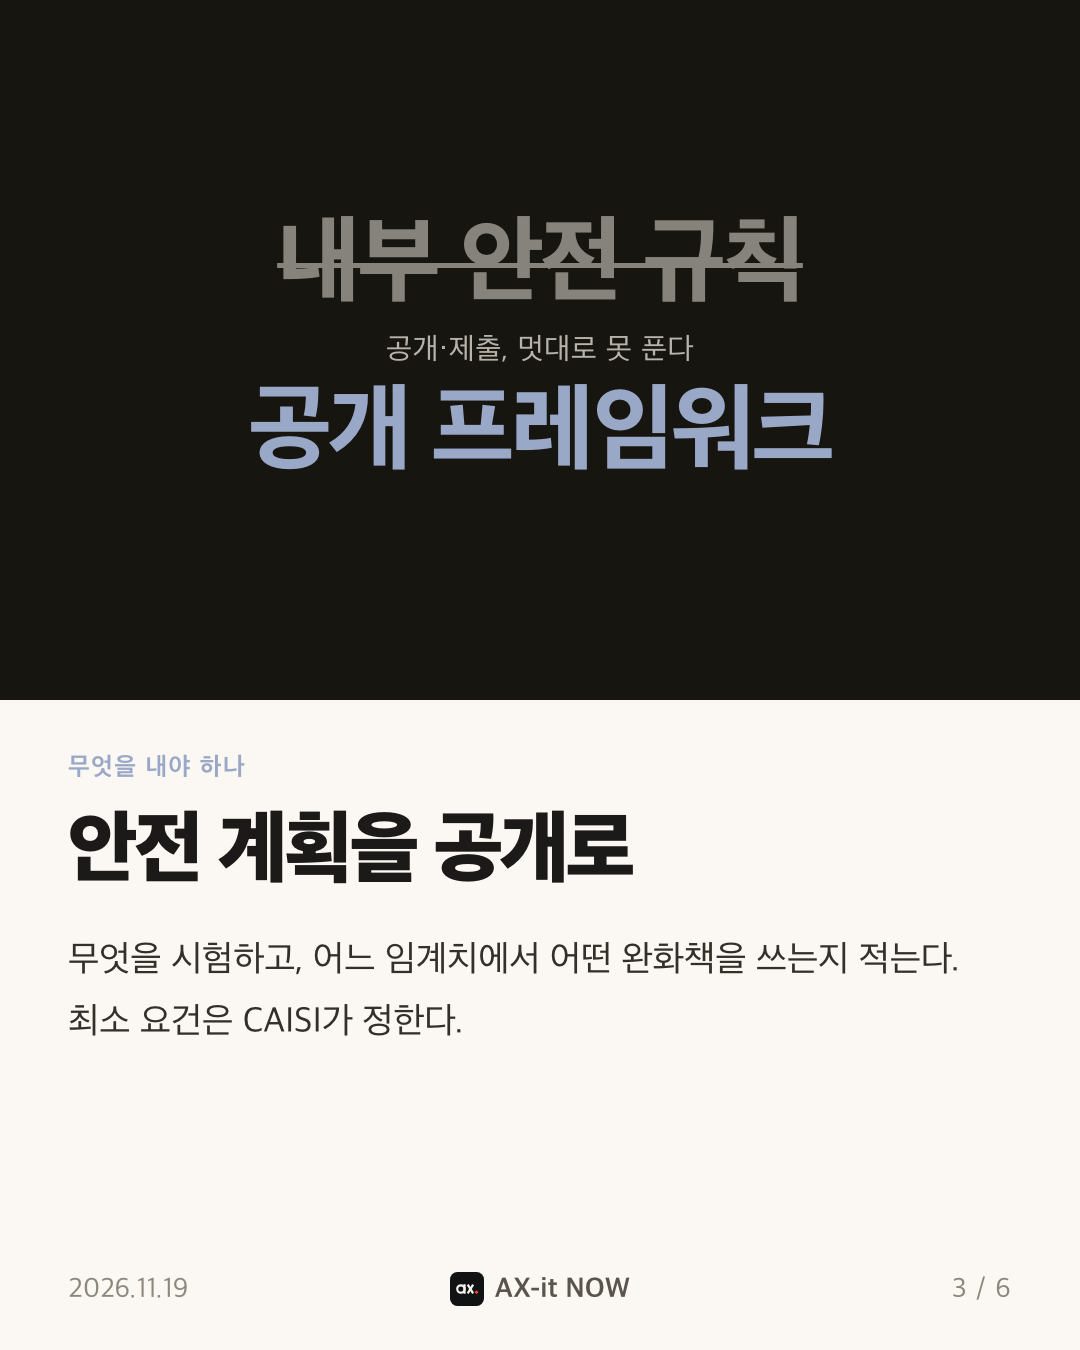 내부 안전 규칙
공개·제출, 멋대로 못 푼다
공개 프레임워크
무엇을 내야 하나
안전 계획을 공개로
무엇을 시험하고, 어느 임계치에서 어떤 완화책을 쓰는지 적는다.
최소 요건은 CAISI가 정한다.
2026.11.19
ax. AX-it NOW
3 / 6